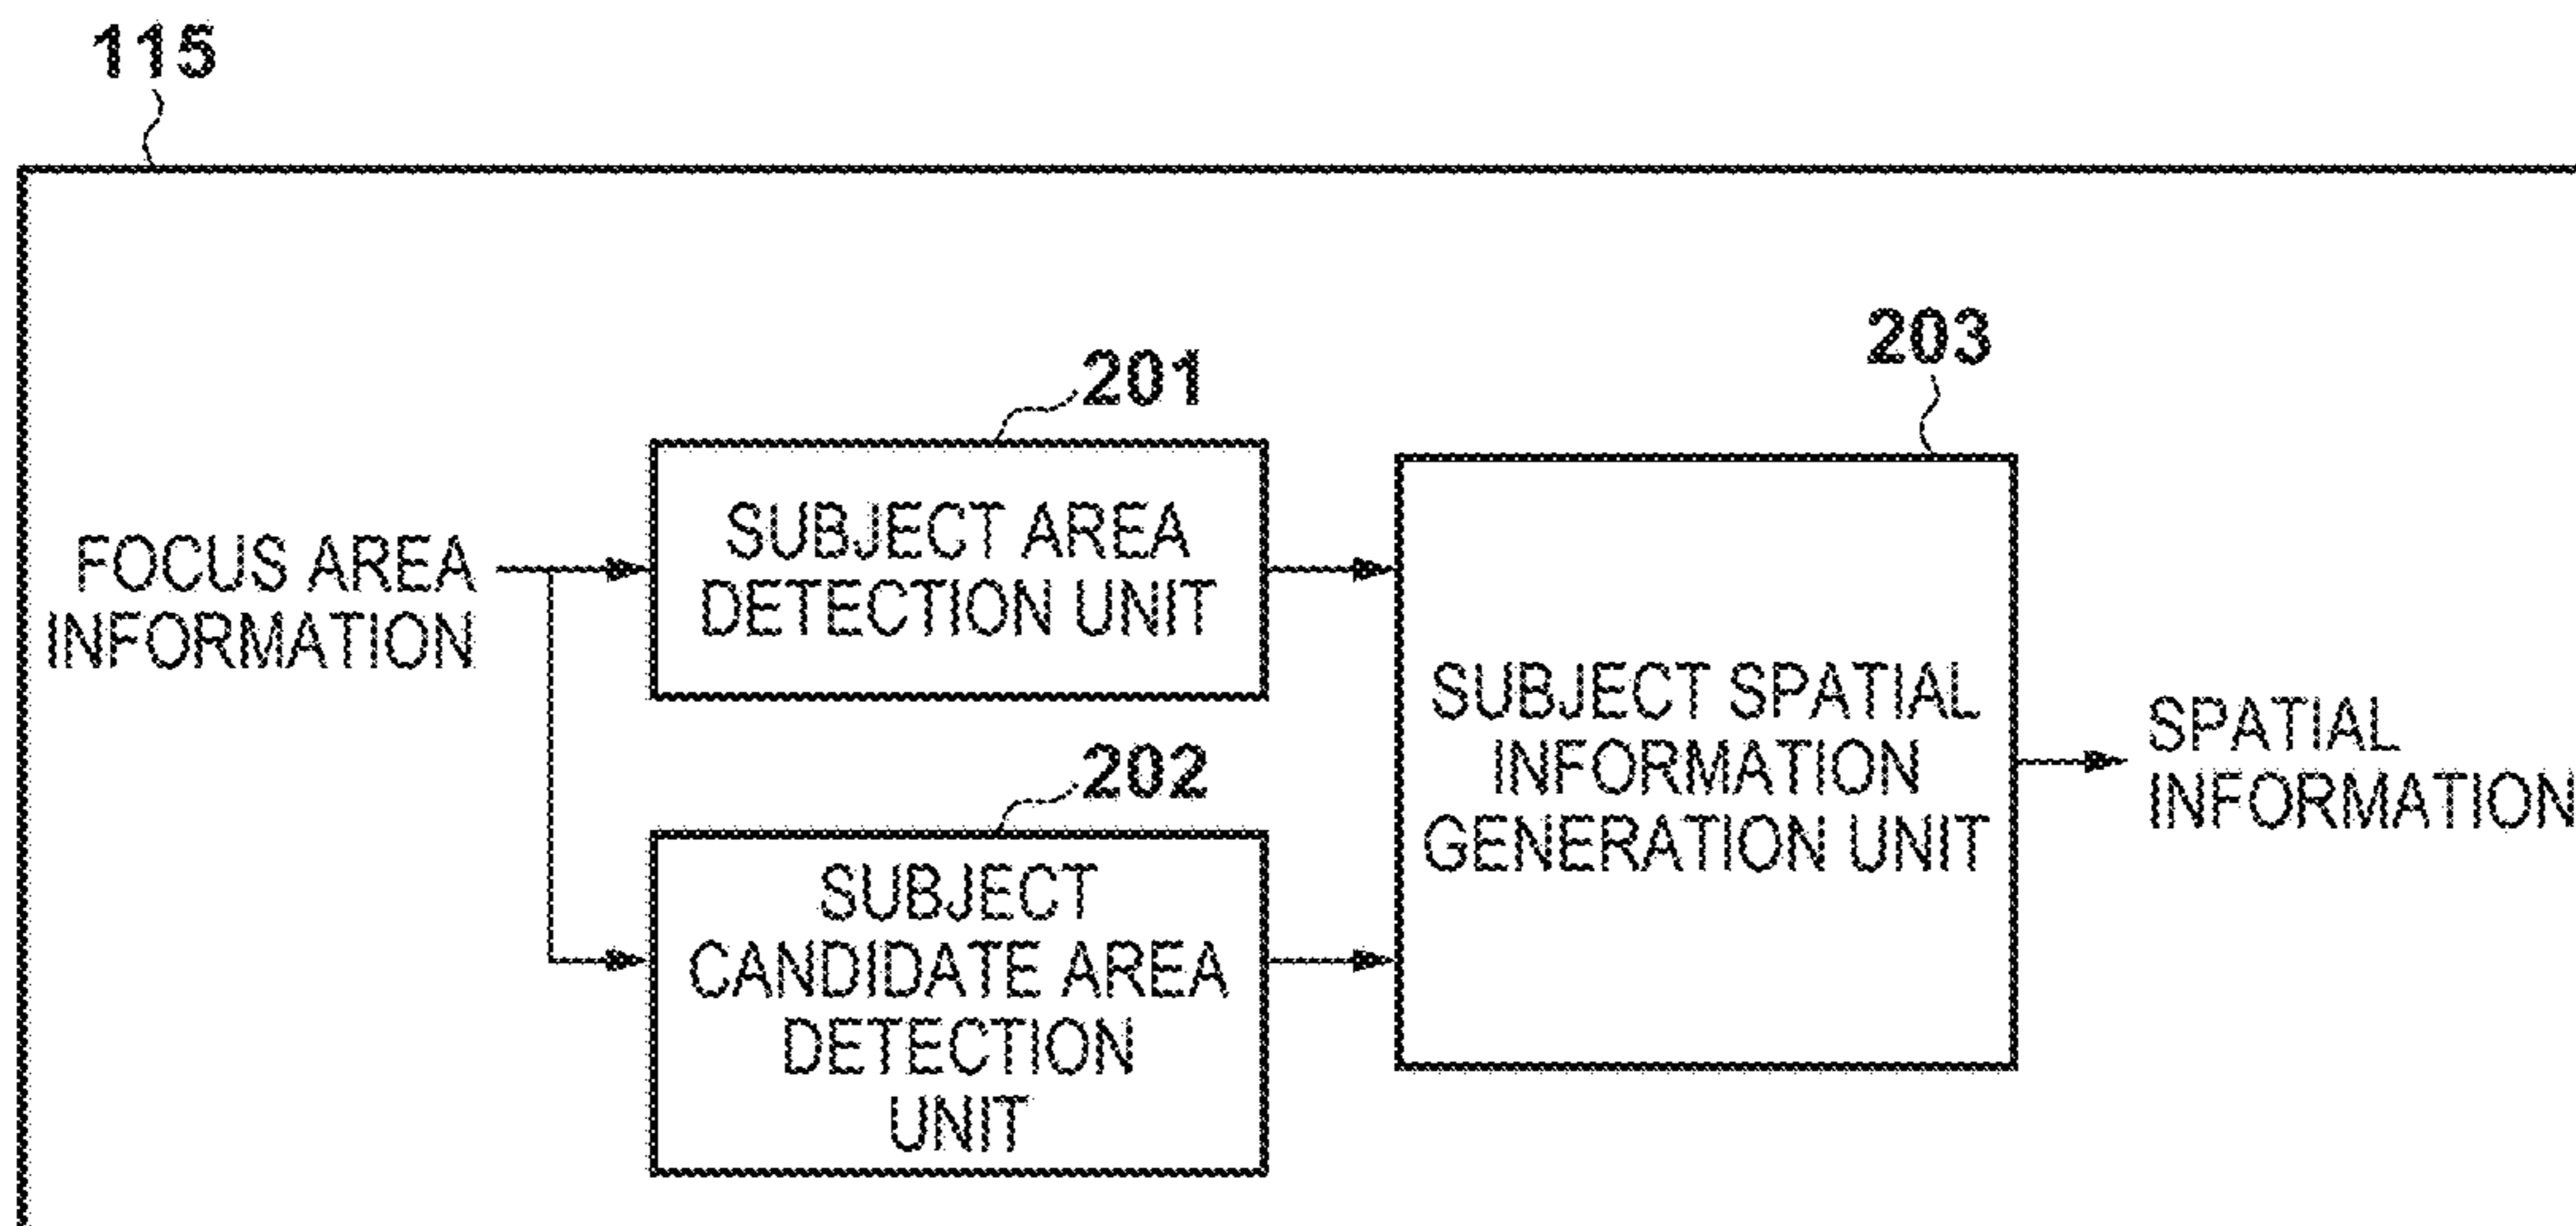 115
201
203
FOCUS AREA
INFORMATION
SUBJECT AREA
DETECTION UNIT
202
SUBJECT
CANDIDATE AREA
DETECTION
UNIT
SUBJECT SPATIAL
INFORMATION
GENERATION UNIT
SPATIAL
INFORMATION